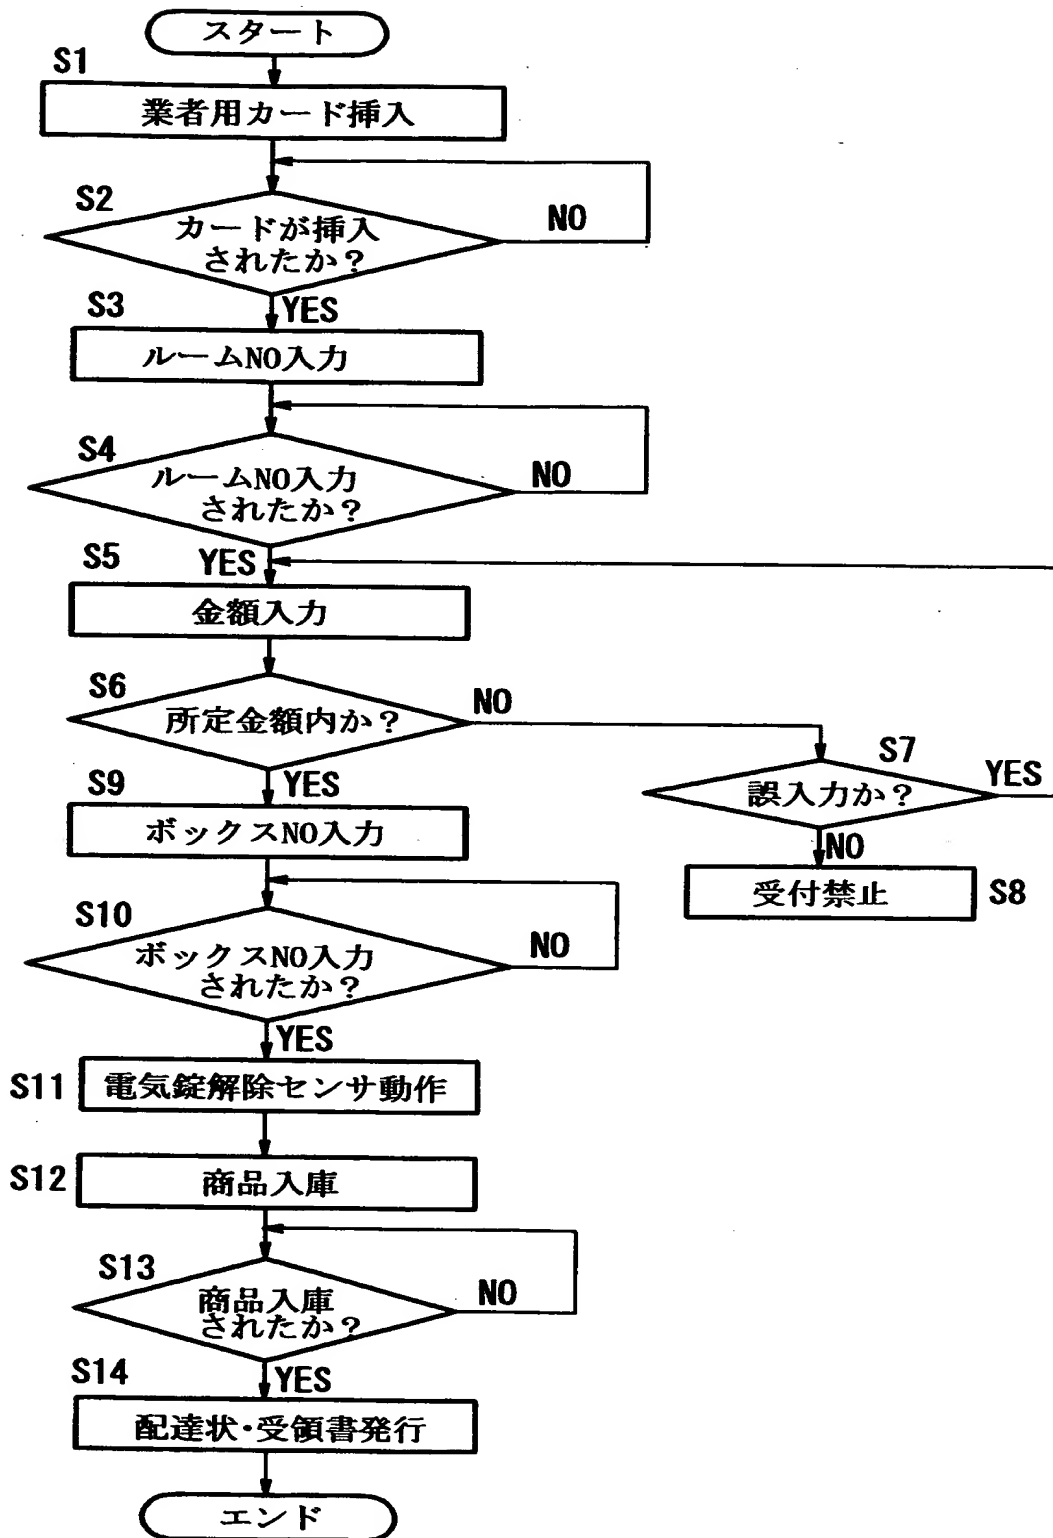 スタート
S1
業者用カード挿入
S2
カードが挿入
されたか?
NO
YES
S3
ルームNO入力
S4
ルームNO入力
されたか?
NO
YES
S5
金額入力
S6
所定金額内か?
NO
YES
S7
誤入力か?
YES
NO
S8
受付禁止
S9
ボックスNO入力
S10
ボックスNO入力
されたか?
NO
YES
S11
電気錠解除センサ動作
S12
商品入庫
S13
商品入庫
されたか?
NO
YES
S14
配達状・受領書発行
エンド